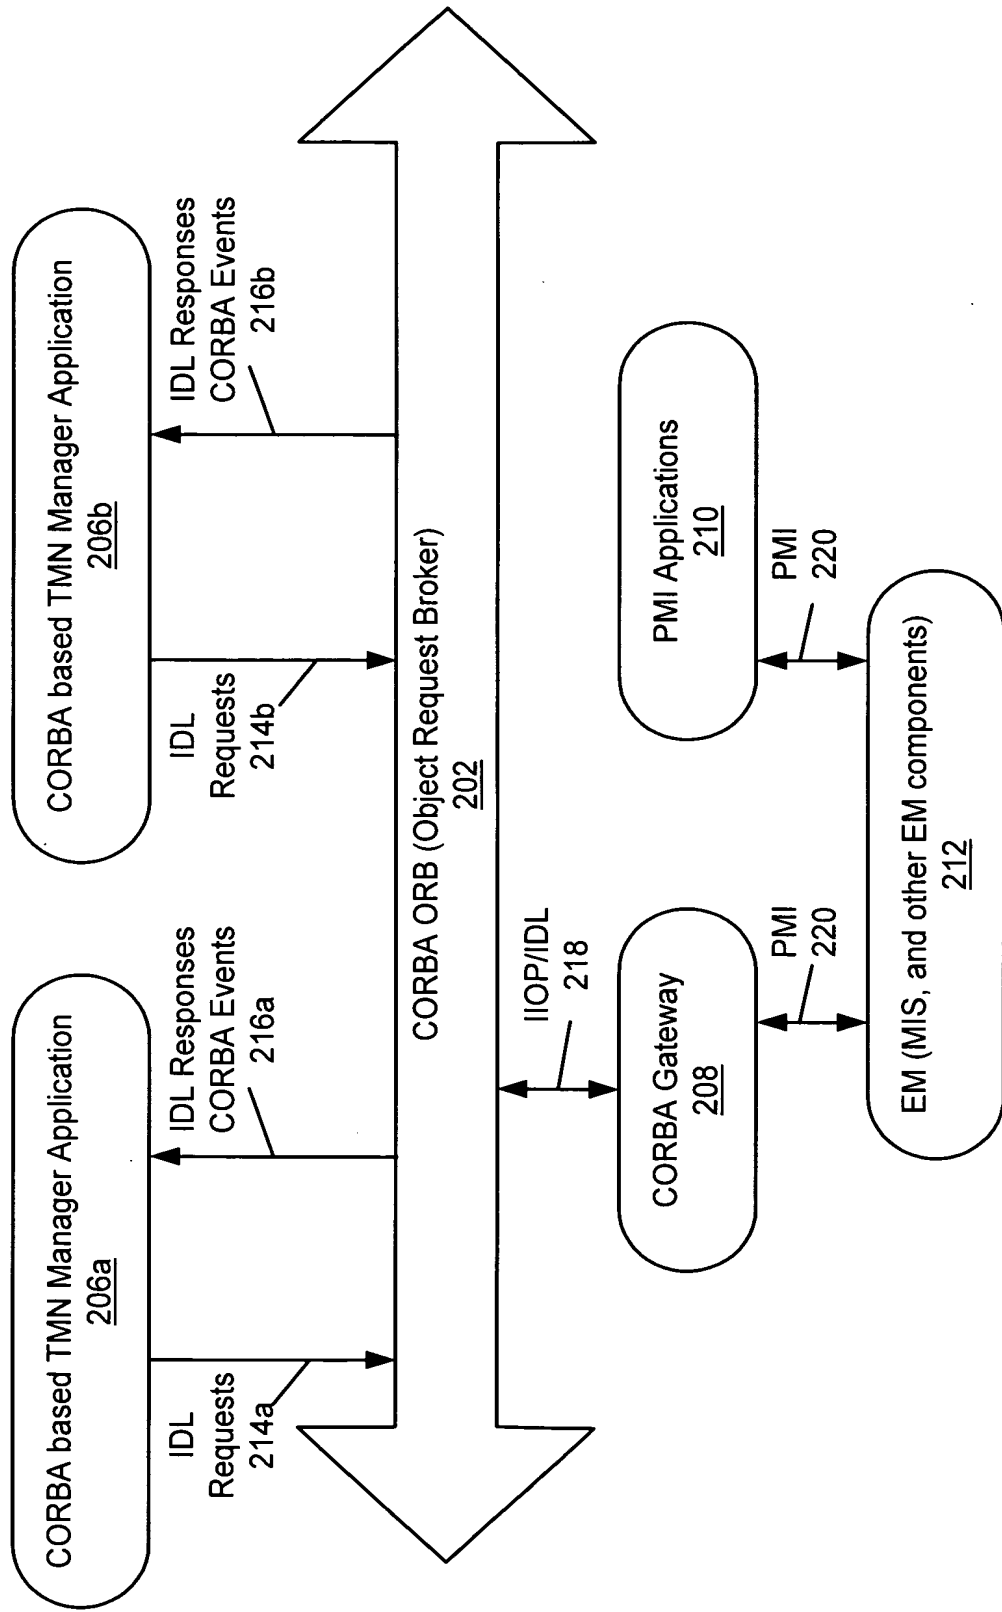 CORBA based TMN Manager Application
206a
CORBA based TMN Manager Application
206b
IDL
Requests
214a
IDL Responses
CORBA Events
216a
IDL
Requests
214b
IDL Responses
CORBA Events
216b
CORBA ORB (Object Request Broker)
202
IIOP/IDL
218
CORBA Gateway
208
PMI Applications
210
PMI
220
PMI
220
EM (MIS, and other EM components)
212